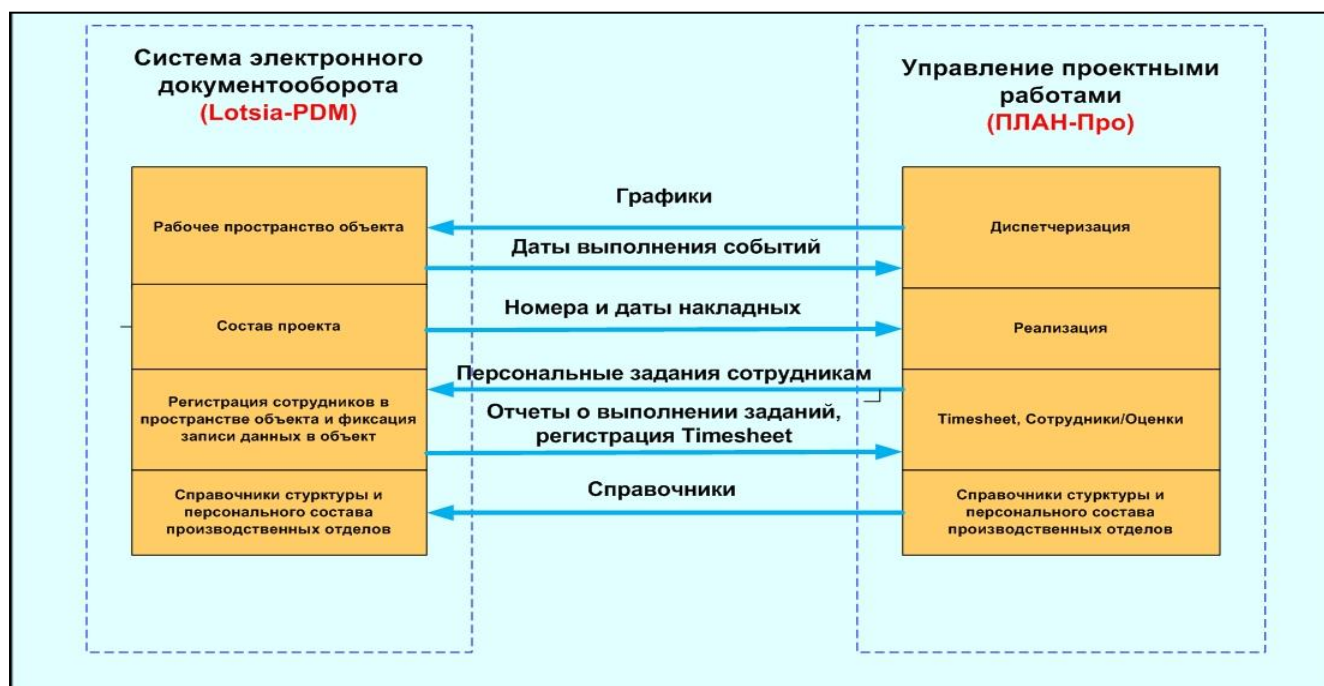 Система электронного
документооборота
(Lotsia-PDM)
Управление проектными
работами
(ПЛАН-Про)
Рабочее пространство объекта
Графики
Диспетчеризация
Даты выполнения событий
Состав проекта
Номера и даты накладных
Реализация
Персональные задания сотрудникам
Регистрация сотрудников в
пространстве объекта и фиксация
записи данных в объект
Отчеты о выполнении заданий,
регистрация Timesheet
Timesheet, Сотрудники/Оценки
Справочники стурктуры и
персонального состава
производственных отделов
Справочники
Справочники стурктуры и
персонального состава
производственных отделов